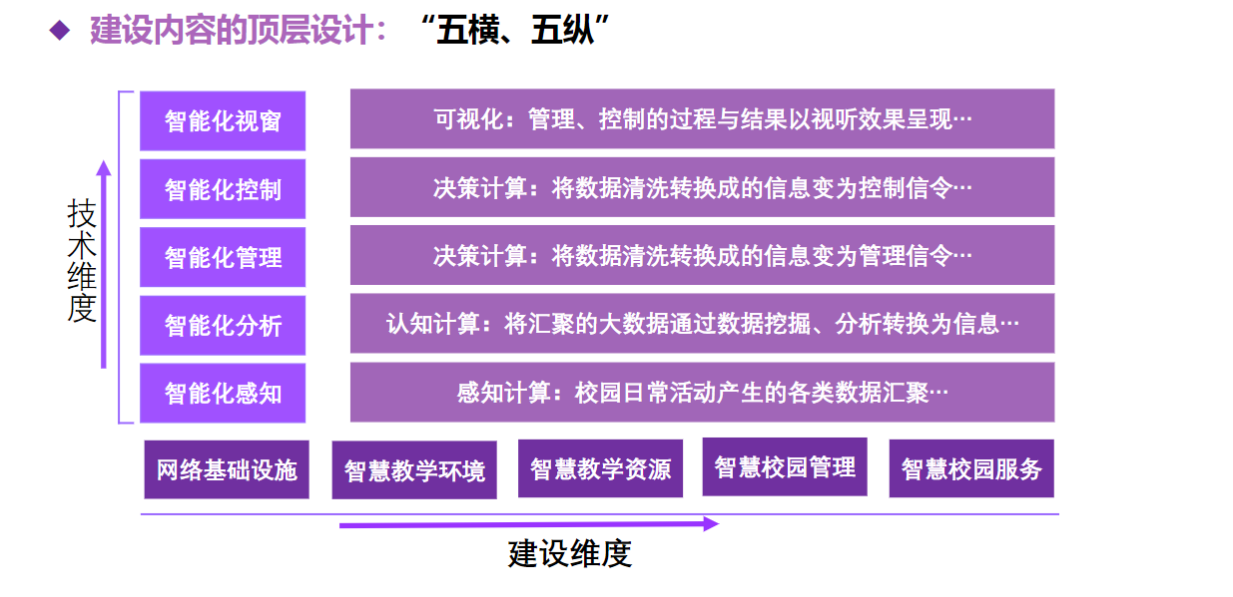 建设内容的顶层设计：“五横、五纵”
智能化视窗
可视化：管理、控制的过程与结果以视听效果呈现…
智能化控制
决策计算：将数据清洗转换成的信息变为控制信令…
智能化管理
决策计算：将数据清洗转换成的信息变为管理信令…
智能化分析
认知计算：将汇聚的大数据通过数据挖掘、分析转换为信息…
智能化感知
感知计算：校园日常活动产生的各类数据汇聚…
技术维度
网络基础设施
智慧教学环境
智慧教学资源
智慧校园管理
智慧校园服务
建设维度